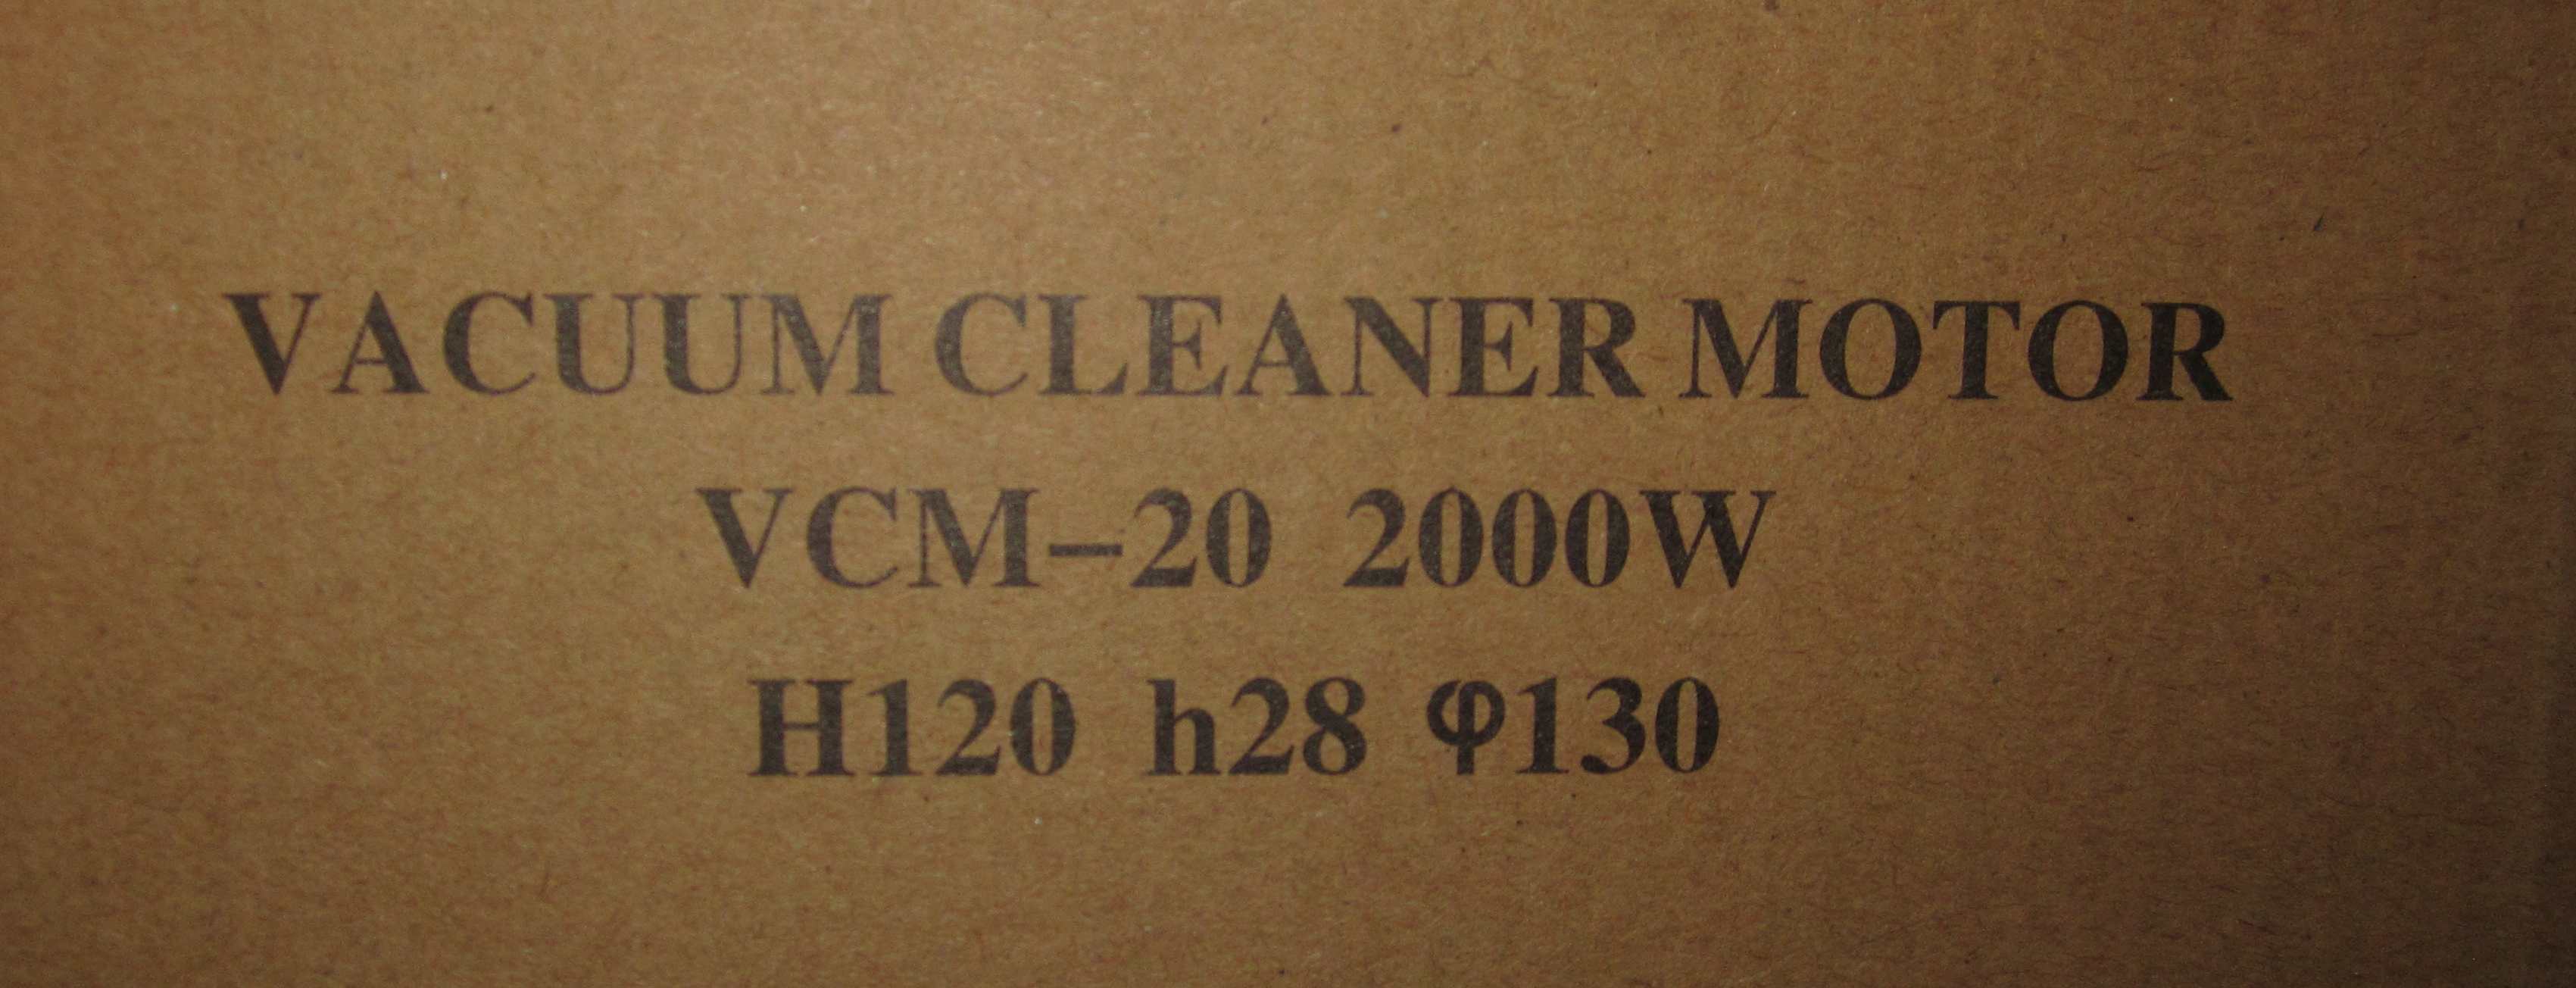 VACUUM CLEANER MOTOR
VCM-20 2000W
H120 h28 φ130